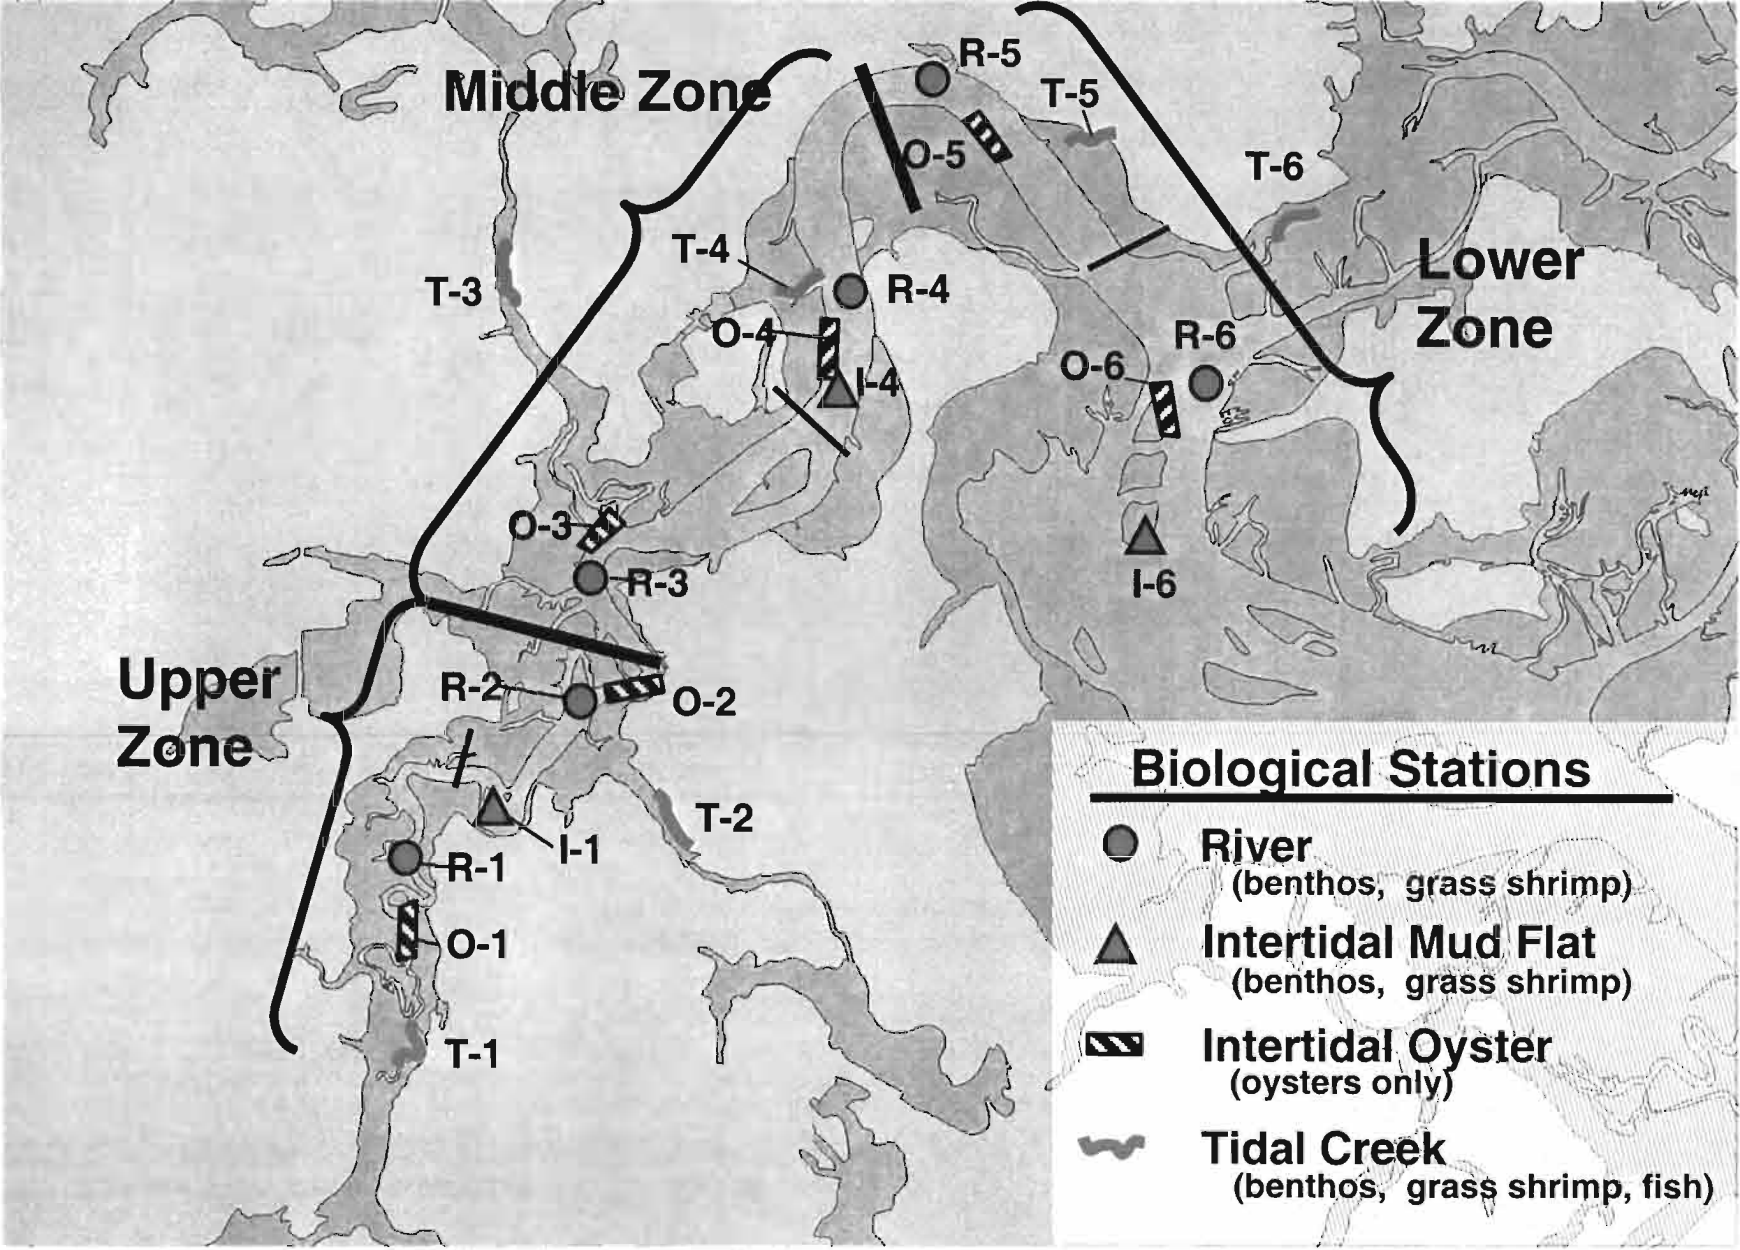 R-5
Middle Zone
T-5
O-5
T-6
T-4
Lower
Zone
T-3
R-4
O-4
R-6
O-6
I-4
O-3
R-3
I-6
Upper
Zone
R-2
O-2
T-2
I-1
R-1
O-1
T-1
Biological Stations
River
(benthos, grass shrimp)
Intertidal Mud Flat
(benthos, grass shrimp)
Intertidal Oyster
(oysters only)
Tidal Creek
(benthos, grass shrimp, fish)